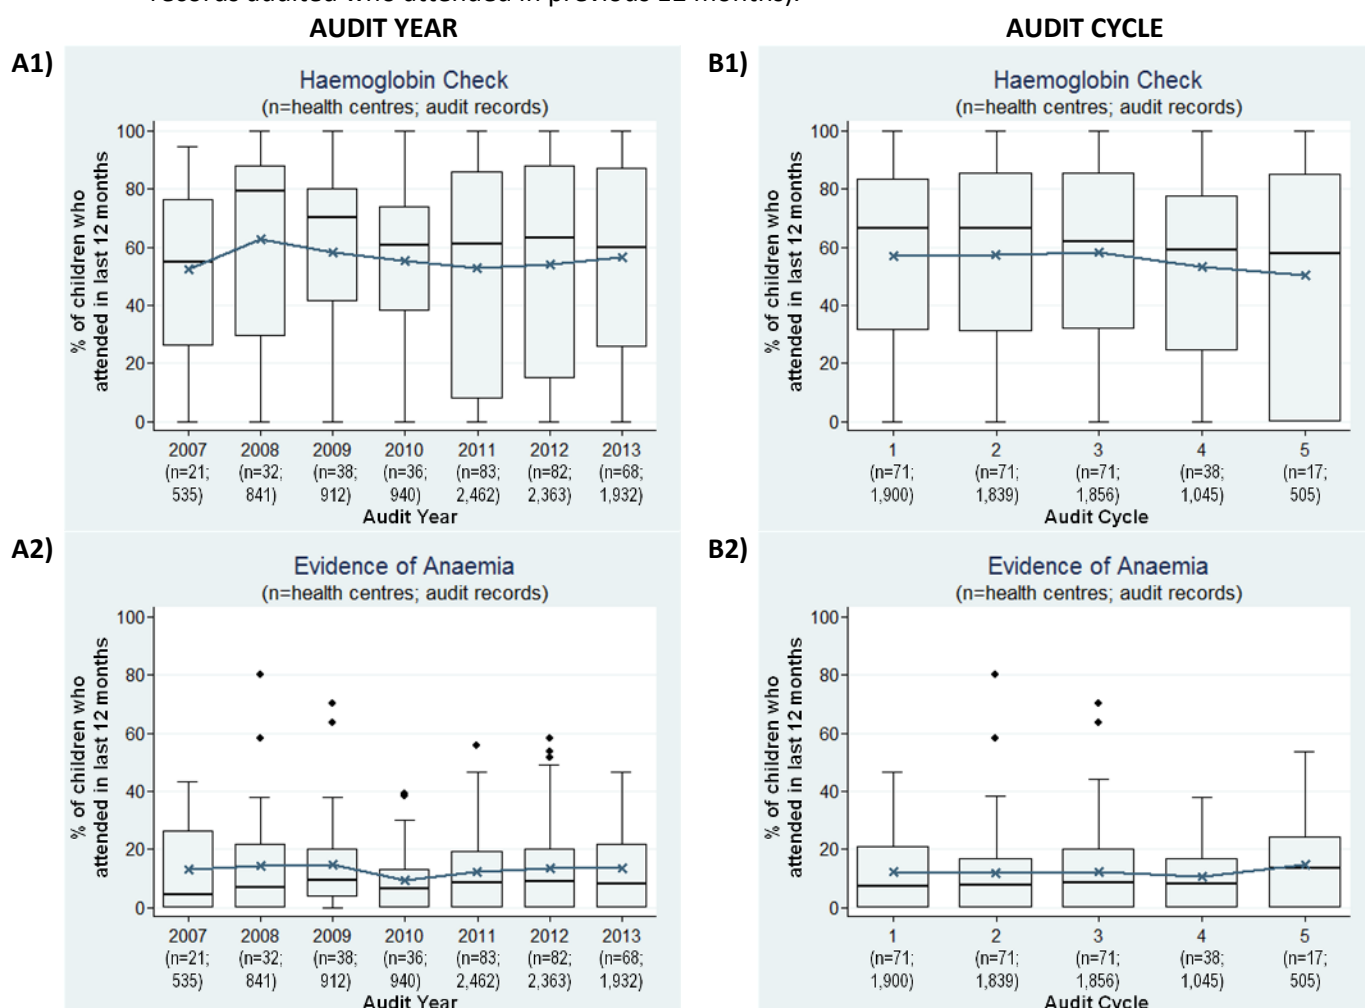 records audited who attended in previous 12 months).
AUDIT YEAR
AUDIT CYCLE
A1)
Haemoglobin Check
(n=health centres; audit records)
% of children who
attended in last 12 months
100
80
60
40
20
0
2007 2008 2009 2010 2011 2012 2013
(n=21; (n=32; (n=38; (n=36; (n=83; (n=82; (n=68;
535) 841) 912) 940) 2,462) 2,363) 1,932)
Audit Year
B1)
Haemoglobin Check
(n=health centres; audit records)
% of children who
attended in last 12 months
100
80
60
40
20
0
1 2 3 4 5
(n=71; (n=71; (n=71; (n=38; (n=17;
1,900) 1,839) 1,856) 1,045) 505)
Audit Cycle
A2)
Evidence of Anaemia
(n=health centres; audit records)
% of children who
attended in last 12 months
100
80
60
40
20
0
2007 2008 2009 2010 2011 2012 2013
(n=21; (n=32; (n=38; (n=36; (n=83; (n=82; (n=68;
535) 841) 912) 940) 2,462) 2,363) 1,932)
Audit Year
B2)
Evidence of Anaemia
(n=health centres; audit records)
% of children who
attended in last 12 months
100
80
60
40
20
0
1 2 3 4 5
(n=71; (n=71; (n=71; (n=38; (n=17;
1,900) 1,839) 1,856) 1,045) 505)
Audit Cycle